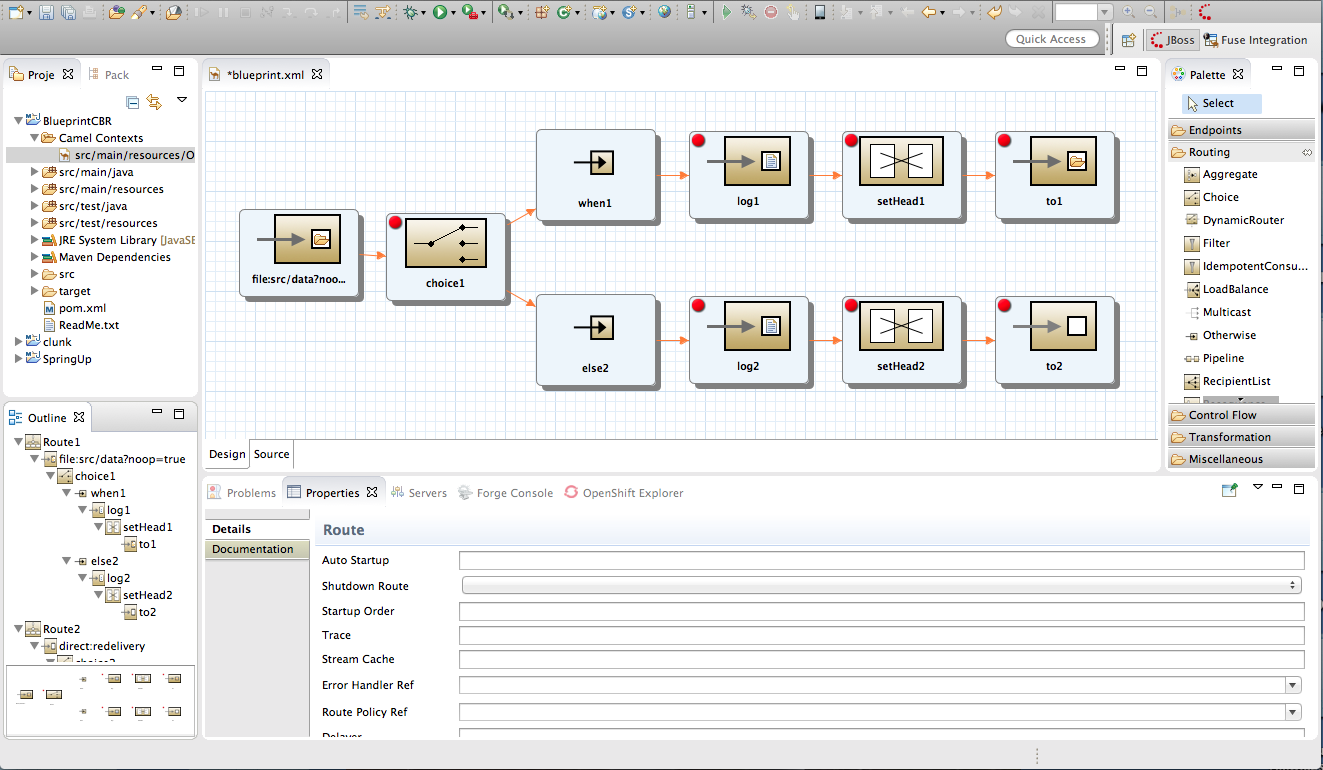 Quick Access
JBoss
Fuse Integration
Proje
Pack
BlueprintCBR
Camel Contexts
src/main/resources/O
src/main/java
src/main/resources
src/test/java
src/test/resources
JRE System Library [JavaSE
Maven Dependencies
src
target
pom.xml
ReadMe.txt
clunk
SpringUp
Outline
Route1
file:src/data?noop=true
choice1
when1
log1
setHead1
to1
else2
log2
setHead2
to2
Route2
direct:redelivery
*blueprint.xml
when1
log1
setHead1
to1
file:src/data?noo...
choice1
else2
log2
setHead2
to2
Design
Source
Palette
Select
Endpoints
Routing
Aggregate
Choice
DynamicRouter
Filter
IdempotentConsu...
LoadBalance
Multicast
Otherwise
Pipeline
RecipientList
Control Flow
Transformation
Miscellaneous
Problems
Properties
Servers
Forge Console
OpenShift Explorer
Details
Documentation
Route
Auto Startup
Shutdown Route
Startup Order
Trace
Stream Cache
Error Handler Ref
Route Policy Ref